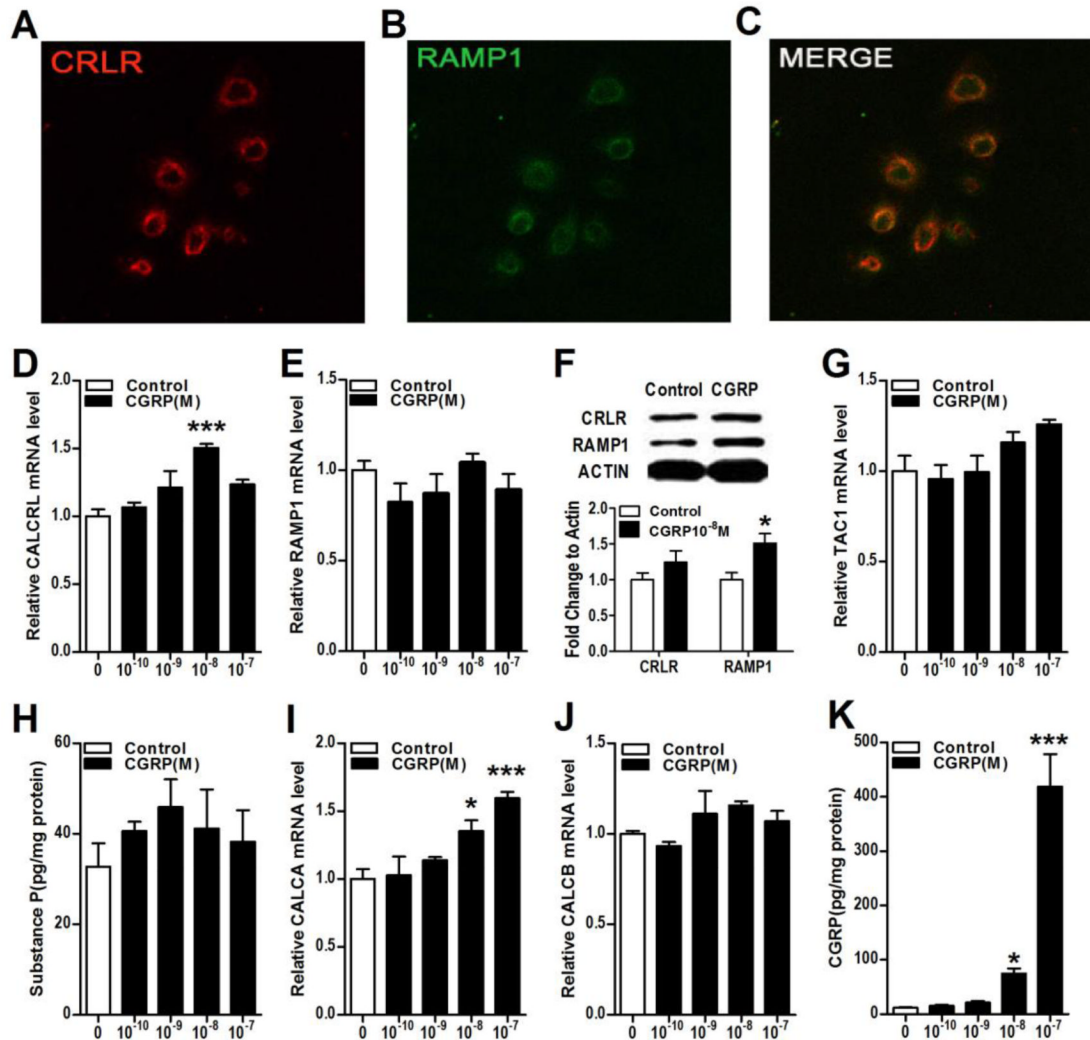 A
CRLR
B
RAMP1
C
MERGE
D
Relative CALCRL mRNA level
2.0
1.5
1.0
0.5
0.0
Control
CGRP(M)
***
0 10⁻¹⁰ 10⁻⁹ 10⁻⁸ 10⁻⁷
E
Relative RAMP1 mRNA level
1.5
1.0
0.5
0.0
Control
CGRP(M)
0 10⁻¹⁰ 10⁻⁹ 10⁻⁸ 10⁻⁷
F
Control CGRP
CRLR
RAMP1
ACTIN
Fold Change to Actin
2.0
1.5
1.0
0.5
0.0
Control
CGRP10⁻⁸M
*
CRLR RAMP1
G
Relative TAC1 mRNA level
1.5
1.0
0.5
0.0
Control
CGRP(M)
0 10⁻¹⁰ 10⁻⁹ 10⁻⁸ 10⁻⁷
H
Substance P(pg/mg protein)
60
40
20
0
Control
CGRP(M)
0 10⁻¹⁰ 10⁻⁹ 10⁻⁸ 10⁻⁷
I
Relative CALCA mRNA level
2.0
1.5
1.0
0.5
0.0
Control
CGRP(M)
* ***
0 10⁻¹⁰ 10⁻⁹ 10⁻⁸ 10⁻⁷
J
Relative CALCB mRNA level
1.5
1.0
0.5
0.0
Control
CGRP(M)
0 10⁻¹⁰ 10⁻⁹ 10⁻⁸ 10⁻⁷
K
CGRP(pg/mg protein)
500
400
300
200
100
0
Control
CGRP(M)
* ***
0 10⁻¹⁰ 10⁻⁹ 10⁻⁸ 10⁻⁷